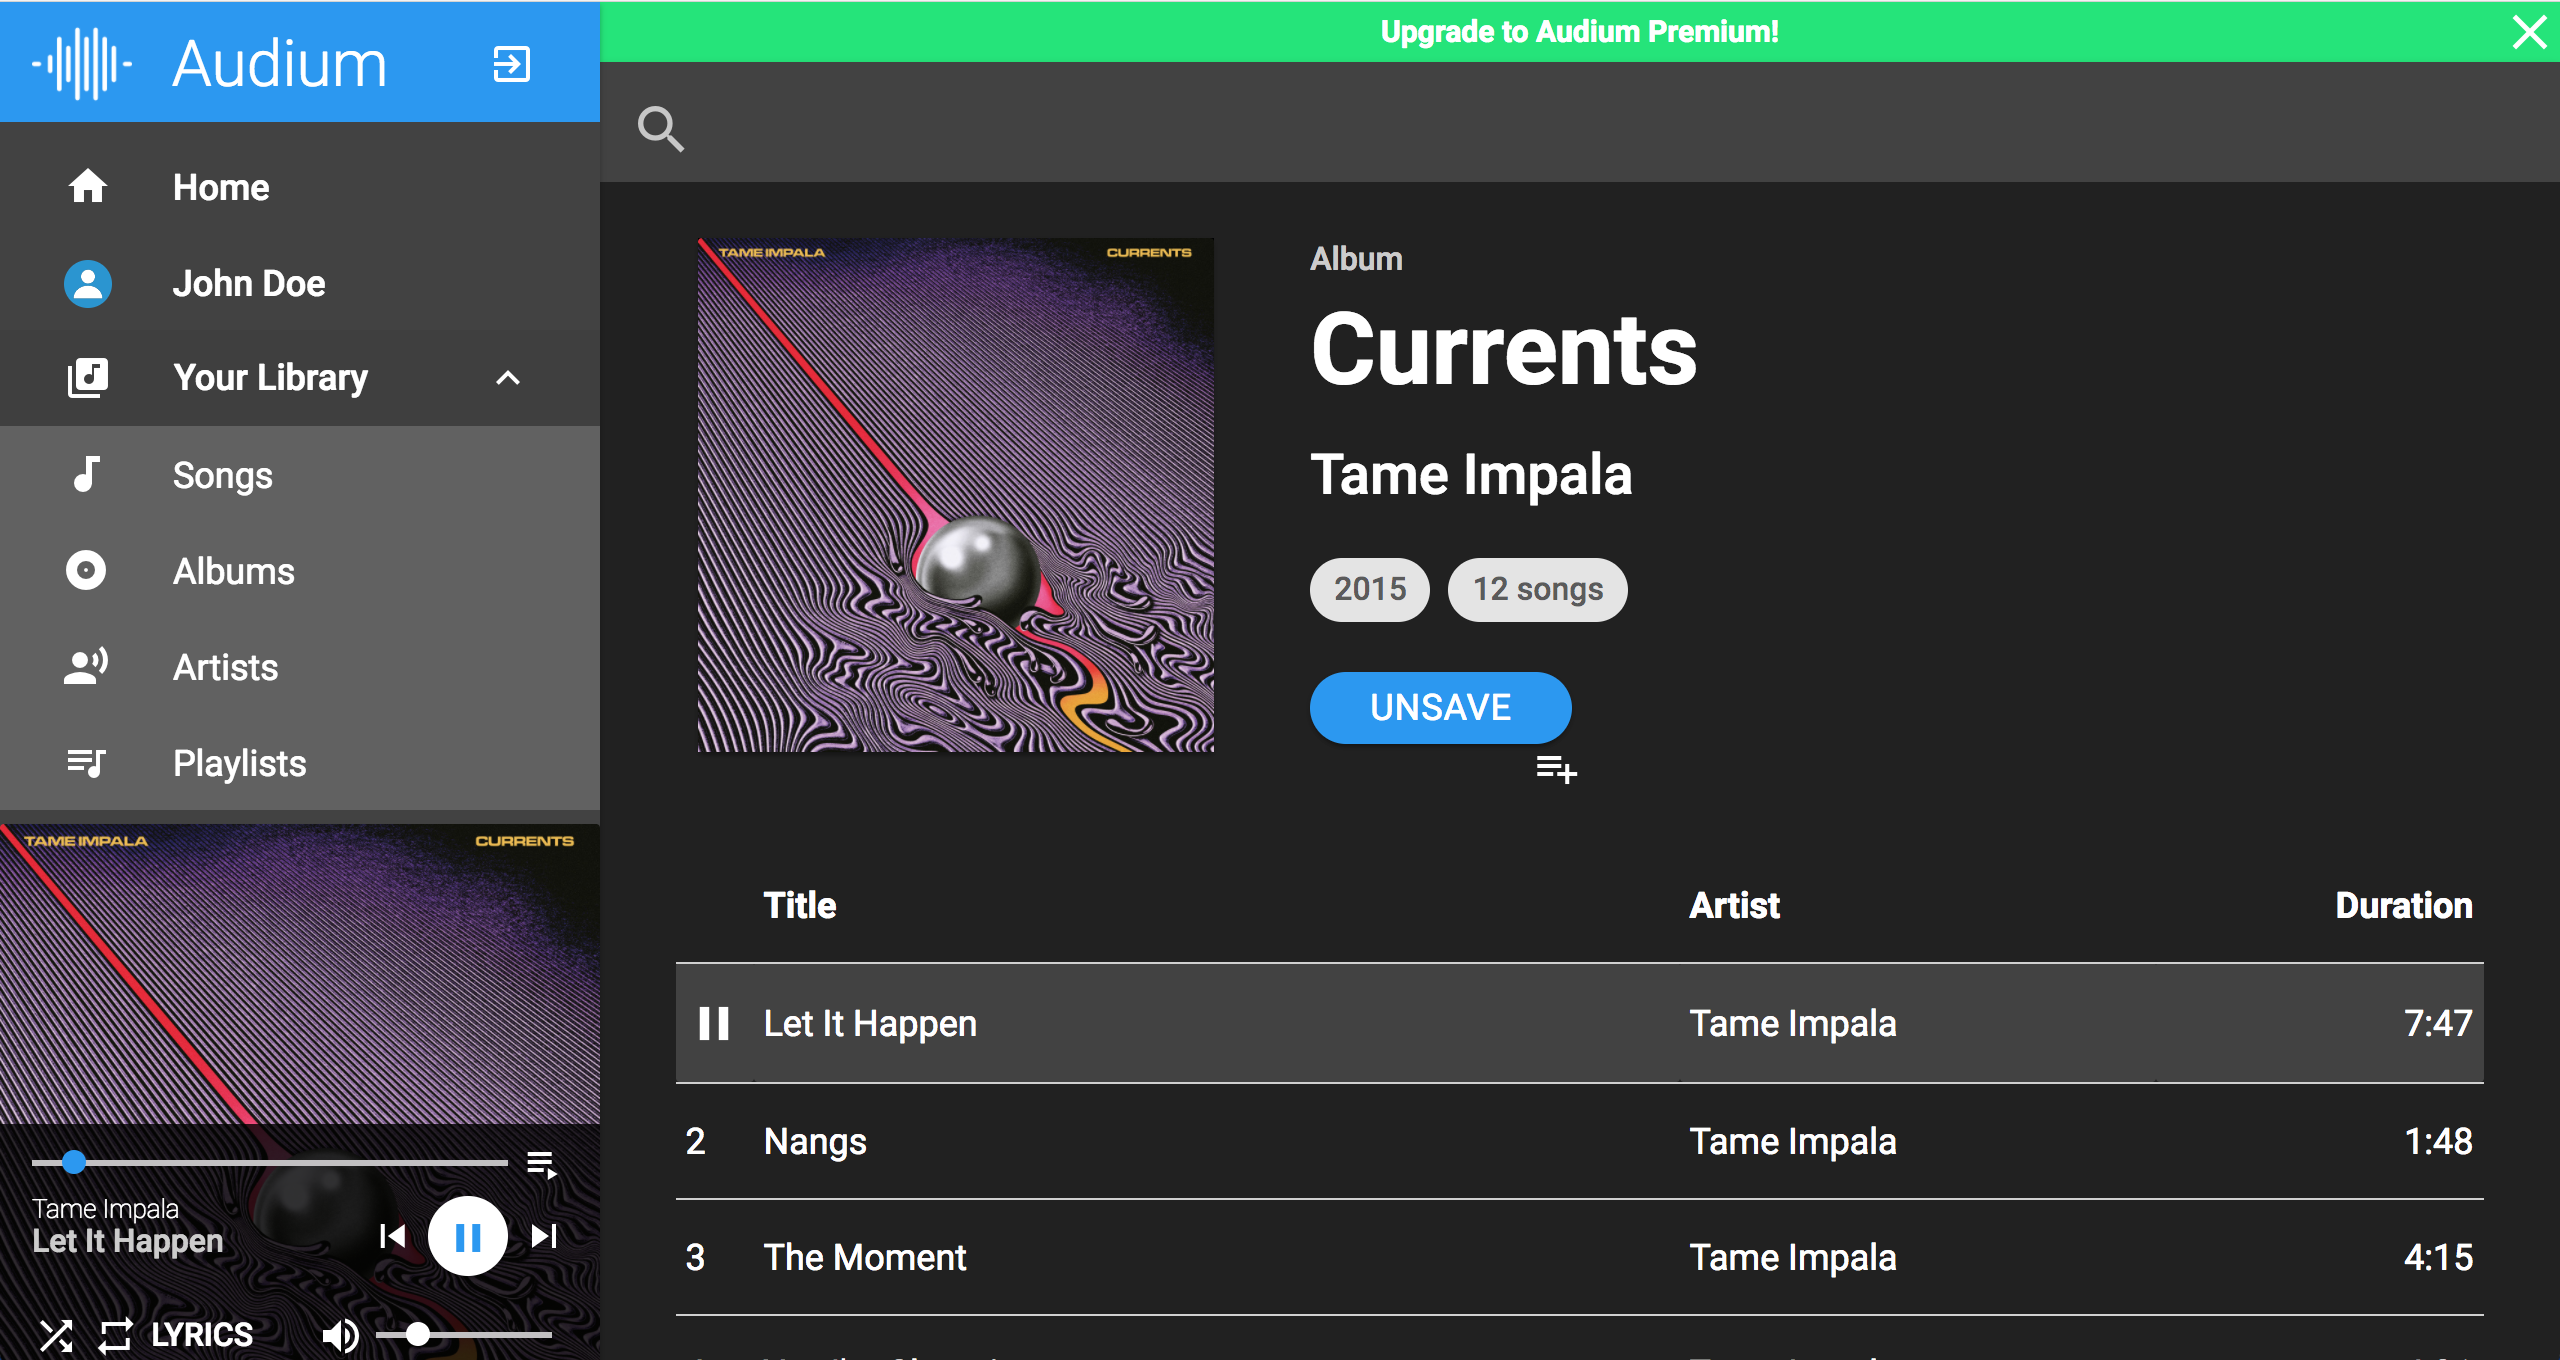 Audium
Home
John Doe
Your Library
Songs
Albums
Artists
Playlists
TAME IMPALA CURRENTS
Tame Impala
Let It Happen
LYRICS
Upgrade to Audium Premium!
TAME IMPALA CURRENTS
Album
Currents
Tame Impala
2015 12 songs
UNSAVE
Title Artist Duration
Let It Happen Tame Impala 7:47
2 Nangs Tame Impala 1:48
3 The Moment Tame Impala 4:15